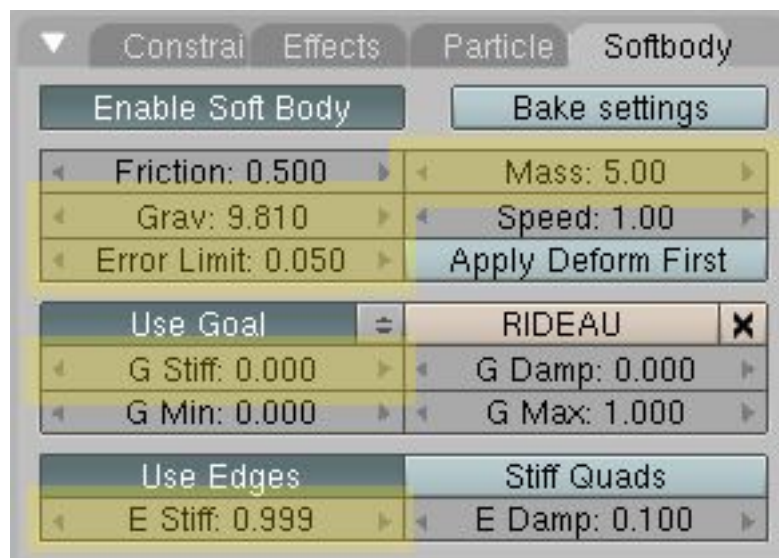 Constrai Effects Particle Softbody
Enable Soft Body Bake settings
Friction: 0.500 Mass: 5.00
Grav: 9.810 Speed: 1.00
Error Limit: 0.050 Apply Deform First
Use Goal RIDEAU
G Stiff: 0.000 G Damp: 0.000
G Min: 0.000 G Max: 1.000
Use Edges Stiff Quads
E Stiff: 0.999 E Damp: 0.100